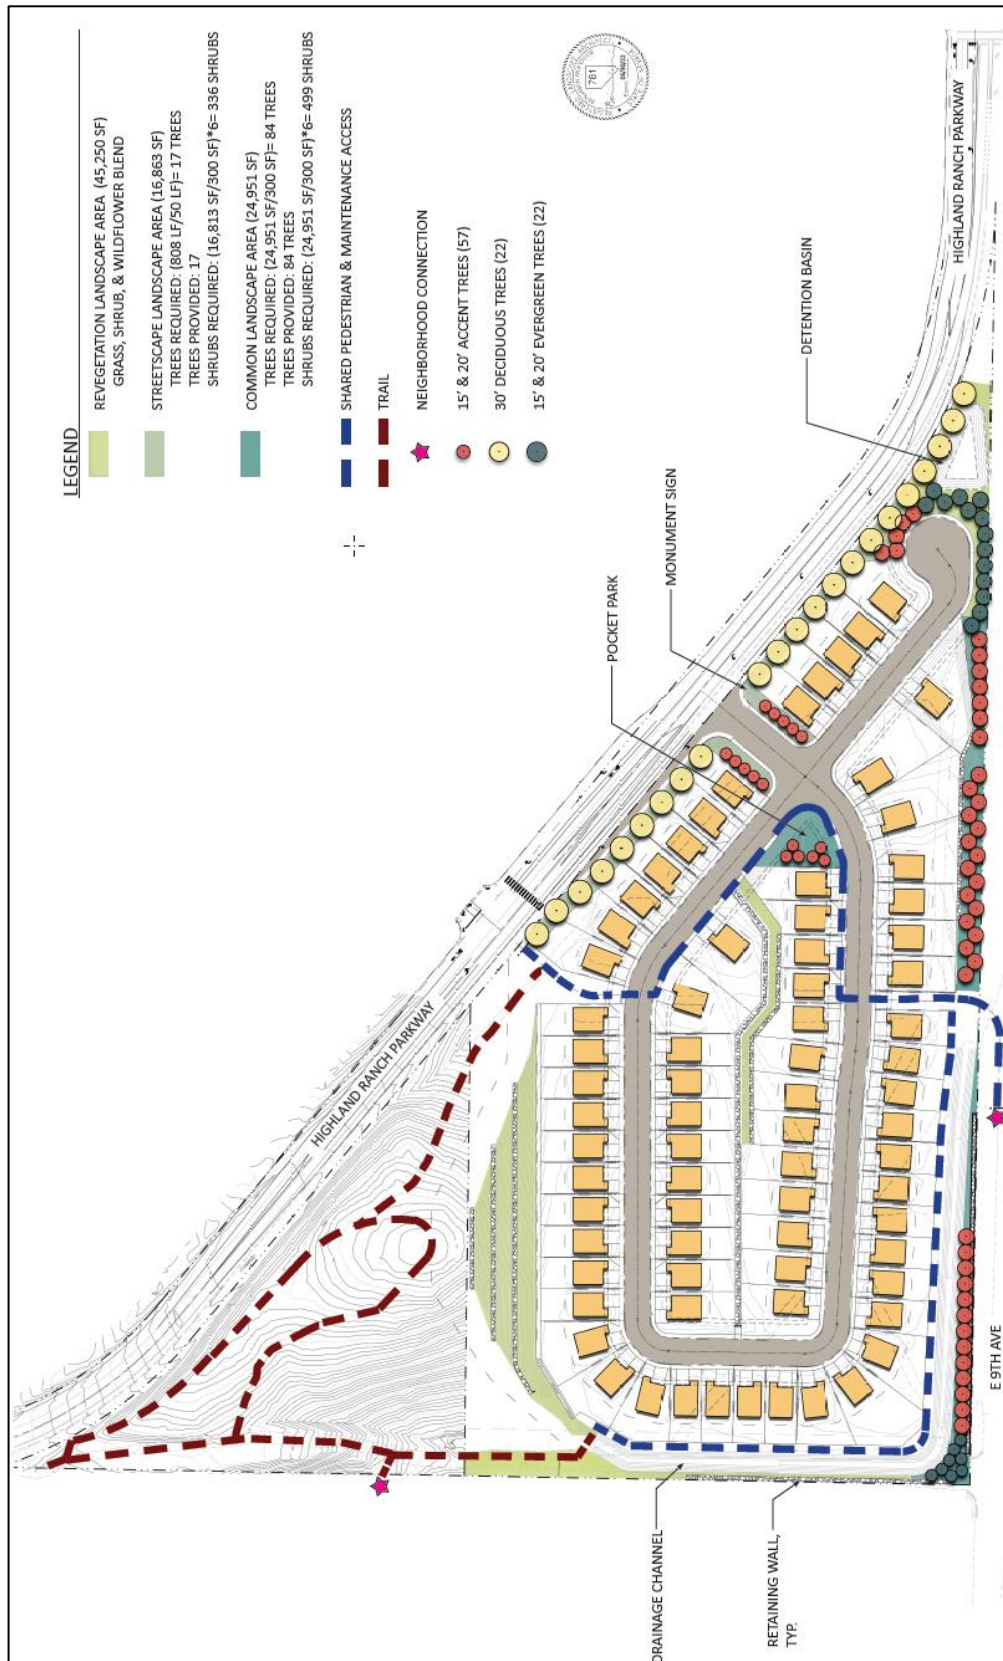 LEGEND
REVEGETATION LANDSCAPE AREA (45,250 SF)
GRASS, SHRUB, & WILDFLOWER BLEND
STREETSCAPE LANDSCAPE AREA (16,863 SF)
TREES REQUIRED: (808 LF/50 LF)= 17 TREES
TREES PROVIDED: 17
SHRUBS REQUIRED: (16,813 SF/300 SF)*6= 336 SHRUBS
COMMON LANDSCAPE AREA (24,951 SF)
TREES REQUIRED: (24,951 SF/300 SF)= 84 TREES
TREES PROVIDED: 84 TREES
SHRUBS REQUIRED: (24,951 SF/300 SF)*6= 499 SHRUBS
SHARED PEDESTRIAN & MAINTENANCE ACCESS
TRAIL
NEIGHBORHOOD CONNECTION
15' & 20' ACCENT TREES (57)
30' DECIDUOUS TREES (22)
15' & 20' EVERGREEN TREES (22)
LANDSCAPE ARCHITECT
761
HIGHLAND RANCH PARKWAY
HIGHLAND RANCH PARKWAY
DETENTION BASIN
MONUMENT SIGN
POCKET PARK
DRAINAGE CHANNEL
RETAINING WALL,
TYP.
E 9TH AVE